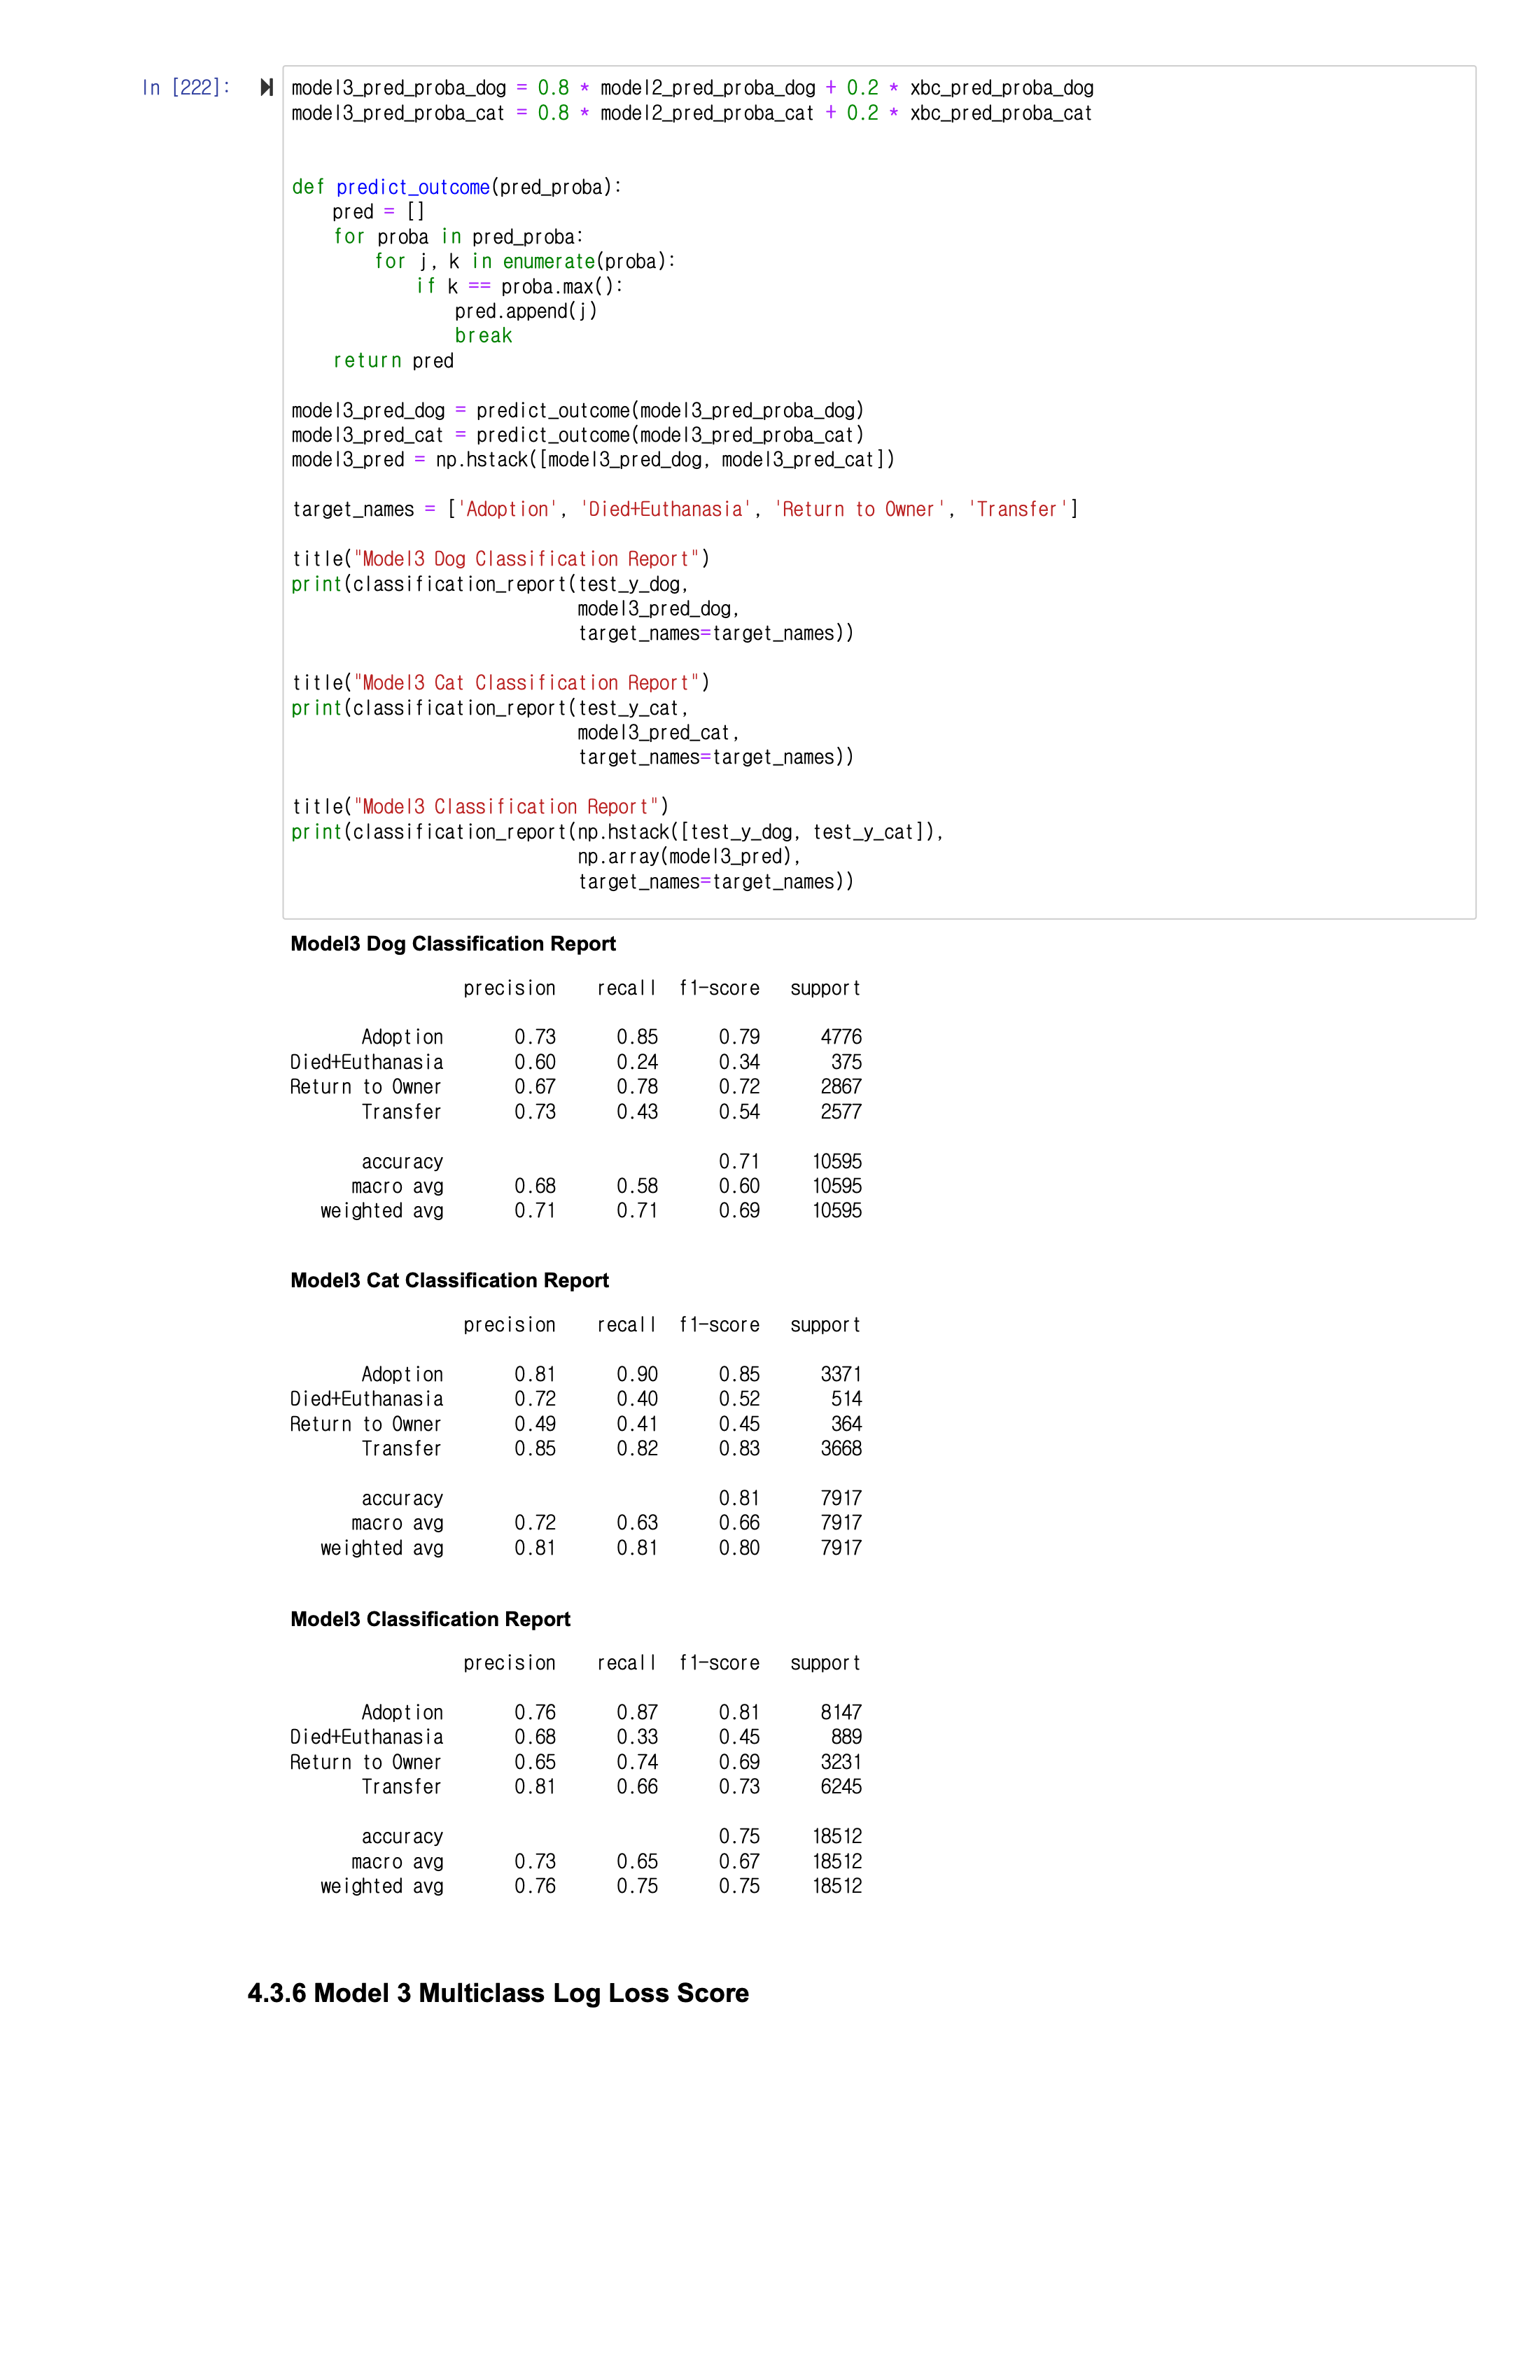 In [222]:
model3_pred_proba_dog = 0.8 * model2_pred_proba_dog + 0.2 * xbc_pred_proba_dog
model3_pred_proba_cat = 0.8 * model2_pred_proba_cat + 0.2 * xbc_pred_proba_cat
def predict_outcome(pred_proba):
    pred = []
    for proba in pred_proba:
        for j, k in enumerate(proba):
            if k == proba.max():
                pred.append(j)
                break
    return pred
model3_pred_dog = predict_outcome(model3_pred_proba_dog)
model3_pred_cat = predict_outcome(model3_pred_proba_cat)
model3_pred = np.hstack([model3_pred_dog, model3_pred_cat])
target_names = ['Adoption', 'Died+Euthanasia', 'Return to Owner', 'Transfer']
title("Model3 Dog Classification Report")
print(classification_report(test_y_dog,
                            model3_pred_dog,
                            target_names=target_names))
title("Model3 Cat Classification Report")
print(classification_report(test_y_cat,
                            model3_pred_cat,
                            target_names=target_names))
title("Model3 Classification Report")
print(classification_report(np.hstack([test_y_dog, test_y_cat]),
                            np.array(model3_pred),
                            target_names=target_names))
Model3 Dog Classification Report
precision recall f1-score support
Adoption 0.73 0.85 0.79 4776
Died+Euthanasia 0.60 0.24 0.34 375
Return to Owner 0.67 0.78 0.72 2867
Transfer 0.73 0.43 0.54 2577
accuracy 0.71 10595
macro avg 0.68 0.58 0.60 10595
weighted avg 0.71 0.71 0.69 10595
Model3 Cat Classification Report
precision recall f1-score support
Adoption 0.81 0.90 0.85 3371
Died+Euthanasia 0.72 0.40 0.52 514
Return to Owner 0.49 0.41 0.45 364
Transfer 0.85 0.82 0.83 3668
accuracy 0.81 7917
macro avg 0.72 0.63 0.66 7917
weighted avg 0.81 0.81 0.80 7917
Model3 Classification Report
precision recall f1-score support
Adoption 0.76 0.87 0.81 8147
Died+Euthanasia 0.68 0.33 0.45 889
Return to Owner 0.65 0.74 0.69 3231
Transfer 0.81 0.66 0.73 6245
accuracy 0.75 18512
macro avg 0.73 0.65 0.67 18512
weighted avg 0.76 0.75 0.75 18512
4.3.6 Model 3 Multiclass Log Loss Score